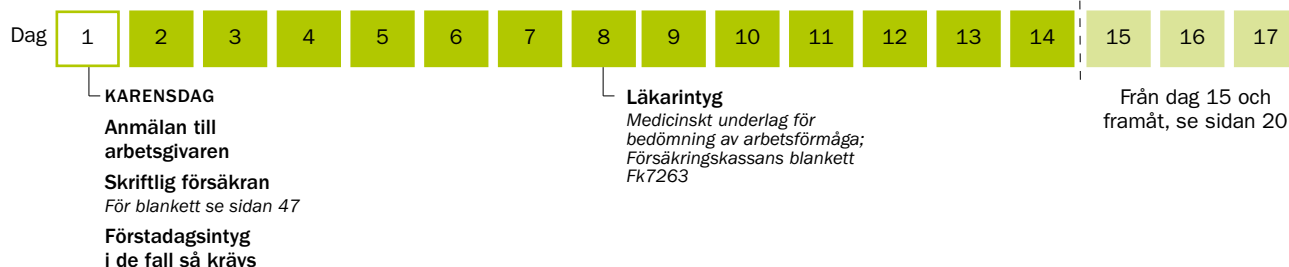 Dag 1 2 3 4 5 6 7 8 9 10 11 12 13 14 15 16 17
KARENSDAG
Anmälan till
arbetsgivaren
Skriftlig försäkran
För blankett se sidan 47
Förstadagsintyg
i de fall så krävs
Läkarintyg
Medicinskt underlag för
bedömning av arbetsförmåga;
Försäkringskassans blankett
Fk7263
Från dag 15 och
framåt, se sidan 20